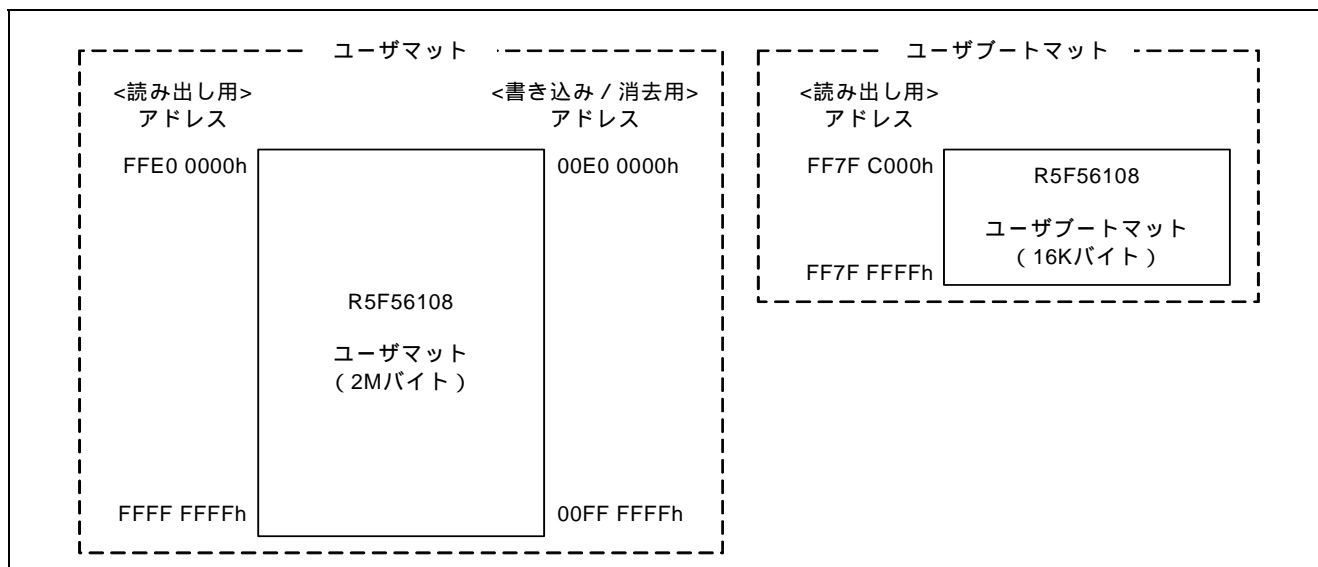 ユーザマット
<読み出し用>
アドレス
<書き込み / 消去用>
アドレス
FFE0 0000h
00E0 0000h
R5F56108
ユーザマット
( 2Mバイト )
FFFF FFFFh
00FF FFFFh
ユーザブートマット
<読み出し用>
アドレス
FF7F C000h
R5F56108
ユーザブートマット
( 16Kバイト )
FF7F FFFFh